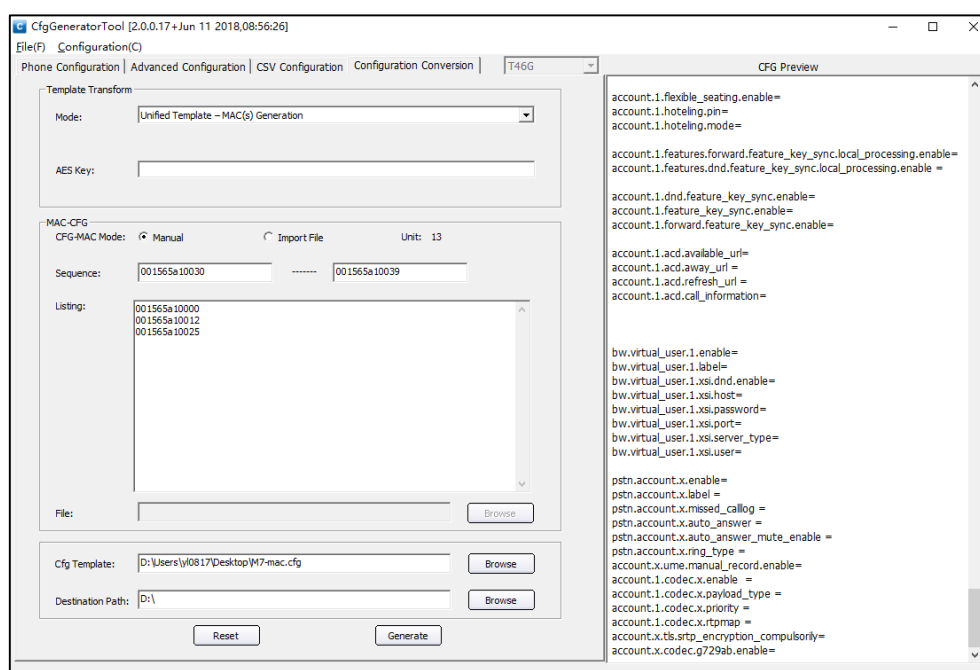 CfgGeneratorTool [2.0.0.17+Jun 11 2018,08:56:26]
File(F) Configuration(C)
Phone Configuration Advanced Configuration CSV Configuration Configuration Conversion T46G
Template Transform
Mode: Unified Template – MAC(s) Generation
AES Key:
MAC-CFG
CFG-MAC Mode: Manual Import File Unit: 13
Sequence: 001565a10030 ------- 001565a10039
Listing:
001565a10000
001565a10012
001565a10025
File: Browse
Cfg Template: D:\Users\yl0817\Desktop\M7-mac.cfg Browse
Destination Path: D:\ Browse
Reset Generate
CFG Preview
account.1.flexible_seating.enable=
account.1.hoteling.pin=
account.1.hoteling.mode=
account.1.features.forward.feature_key_sync.local_processing.enable=
account.1.features.dnd.feature_key_sync.local_processing.enable =
account.1.dnd.feature_key_sync.enable=
account.1.feature_key_sync.enable=
account.1.forward.feature_key_sync.enable=
account.1.acd.available_url=
account.1.acd.away_url =
account.1.acd.refresh_url =
account.1.acd.call_information=
bw.virtual_user.1.enable=
bw.virtual_user.1.label=
bw.virtual_user.1.xsi.dnd.enable=
bw.virtual_user.1.xsi.host=
bw.virtual_user.1.xsi.password=
bw.virtual_user.1.xsi.port=
bw.virtual_user.1.xsi.server_type=
bw.virtual_user.1.xsi.user=
pstn.account.x.enable=
pstn.account.x.label =
pstn.account.x.missed_calllog =
pstn.account.x.auto_answer =
pstn.account.x.auto_answer_mute_enable =
pstn.account.x.ring_type =
account.x.ume.manual_record.enable=
account.1.codec.x.enable =
account.1.codec.x.payload_type =
account.1.codec.x.priority =
account.1.codec.x.rtpmap =
account.x.tls.srtp_encryption_compulsorily=
account.x.codec.g729ab.enable=